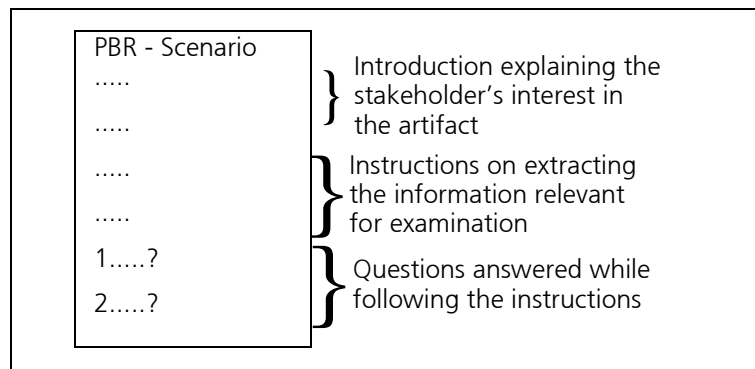 PBR - Scenario
.....
.....
.....
.....
1.....?
2.....?
Introduction explaining the
stakeholder's interest in
the artifact
Instructions on extracting
the information relevant
for examination
Questions answered while
following the instructions